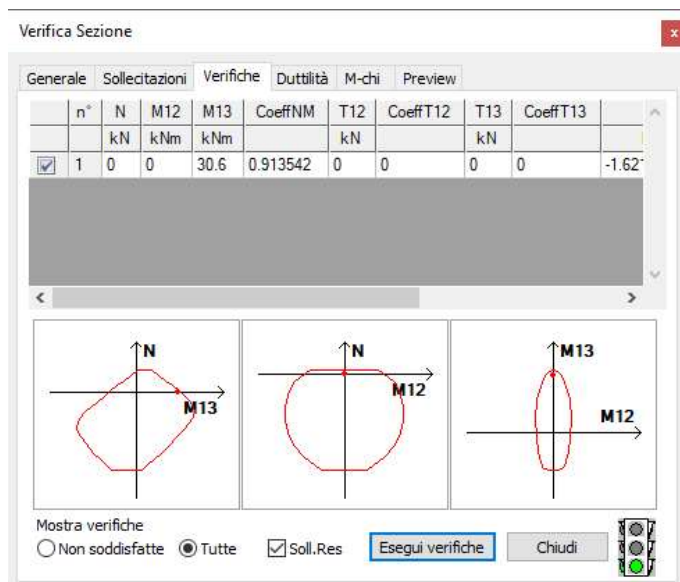 Verifica Sezione
x
Generale Sollecitazioni Verifiche Duttilità M-chi Preview
n° N M12 M13 CoeffNM T12 CoeffT12 T13 CoeffT13
kN kNm kNm kN kN
1 0 0 30.6 0.913542 0 0 0 0
N N M13
M13 M12 M12
Mostra verifiche
Non soddisfatte Tutte Soll.Res Esegui verifiche Chiudi